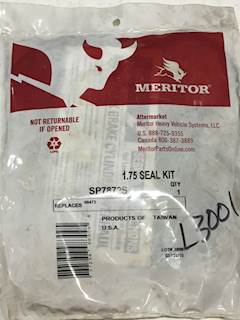 MERITOR
Aftermarket
Meritor Heavy Vehicle Systems, LLC
U.S. 888-725-9355
Canada 800-387-3889
MeritorPartsOnline.com
NOT RETURNABLE
IF OPENED
1.75 SEAL KIT
QTY
1
REPLACES
PRODUCTS OF TAIWAN
U.S.A.
L3001